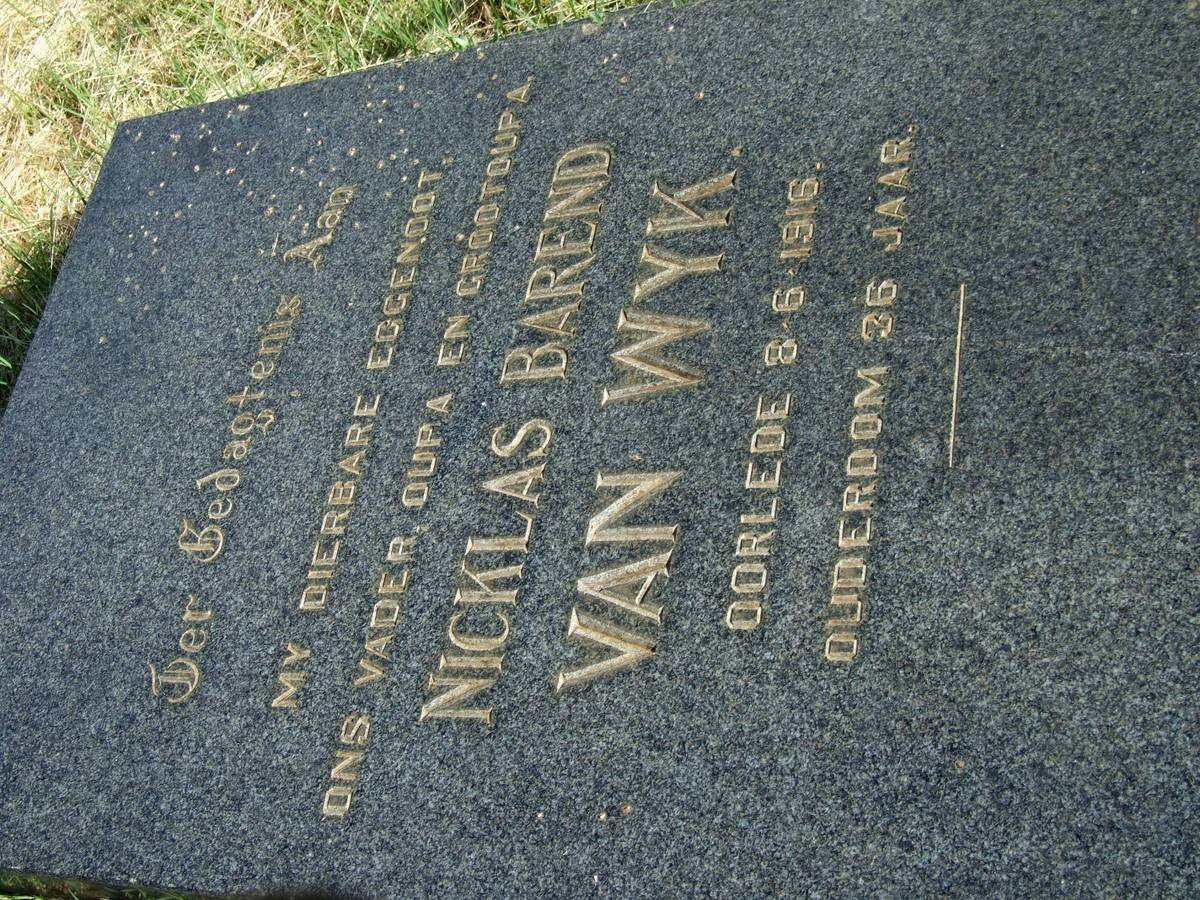 Ter Gedagtenis Aan
MY DIERBARE EGGENOOT.
ONS VADER, OUPA EN GROOTOUPA.
NICKLAS BAREND
VAN WYK.
OORLEDE 8-6-1916.
OUDERDOM 36 JAAR.